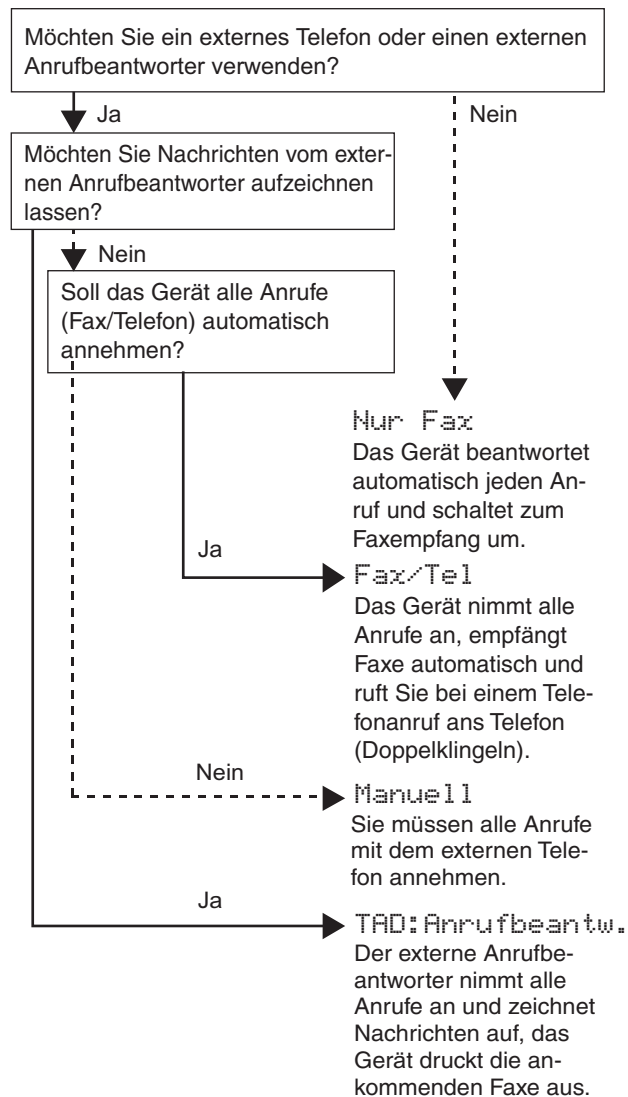 Möchten Sie ein externes Telefon oder einen externen
Anrufbeantworter verwenden?
Ja
Nein
Möchten Sie Nachrichten vom exter-
nen Anrufbeantworter aufzeichnen
lassen?
Nein
Soll das Gerät alle Anrufe
(Fax/Telefon) automatisch
annehmen?
Nur Fax
Das Gerät beantwortet
automatisch jeden An-
ruf und schaltet zum
Faxempfang um.
Ja
Fax/Tel
Das Gerät nimmt alle
Anrufe an, empfängt
Faxe automatisch und
ruft Sie bei einem Tele-
fonanruf ans Telefon
(Doppelklingeln).
Nein
Manuell
Sie müssen alle Anrufe
mit dem externen Tele-
fon annehmen.
Ja
TAD:Anrufbeantw.
Der externe Anrufbe-
antworter nimmt alle
Anrufe an und zeichnet
Nachrichten auf, das
Gerät druckt die an-
kommenden Faxe aus.